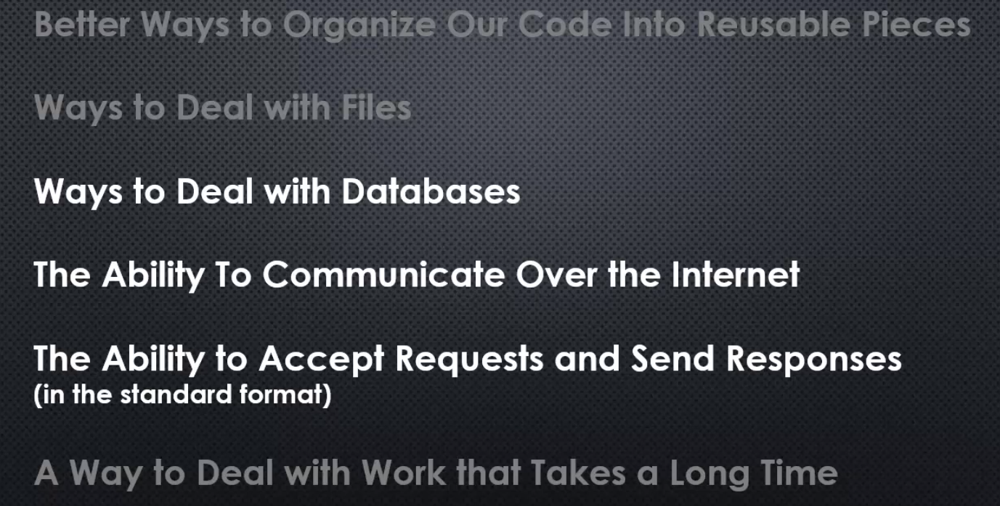 Better Ways to Organize Our Code Into Reusable Pieces
Ways to Deal with Files
Ways to Deal with Databases
The Ability To Communicate Over the Internet
The Ability to Accept Requests and Send Responses
(in the standard format)
A Way to Deal with Work that Takes a Long Time